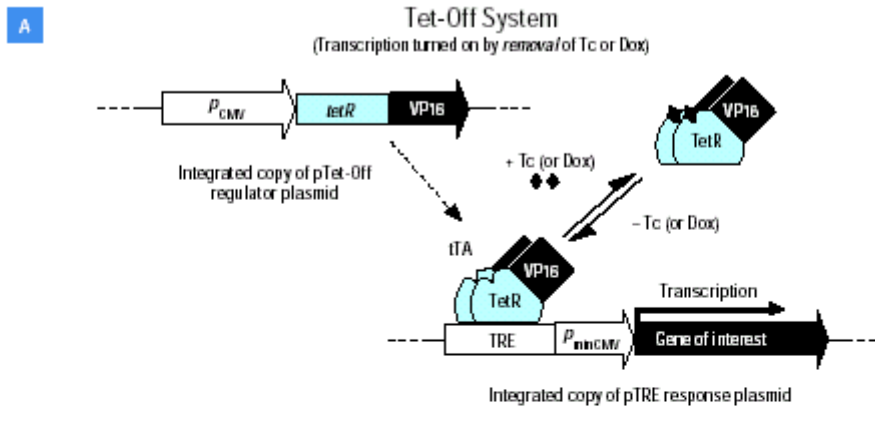 A
Tet-Off System
(Transcription turned on by removal of Tc or Dox)
PCMV
tetR
VP16
VP16
TetR
Integrated copy of pTet-Off
regulator plasmid
+ Tc (or Dox)
– Tc (or Dox)
tTA
VP16
TetR
Transcription
TRE
PminCMV
Gene of interest
Integrated copy of pTRE response plasmid